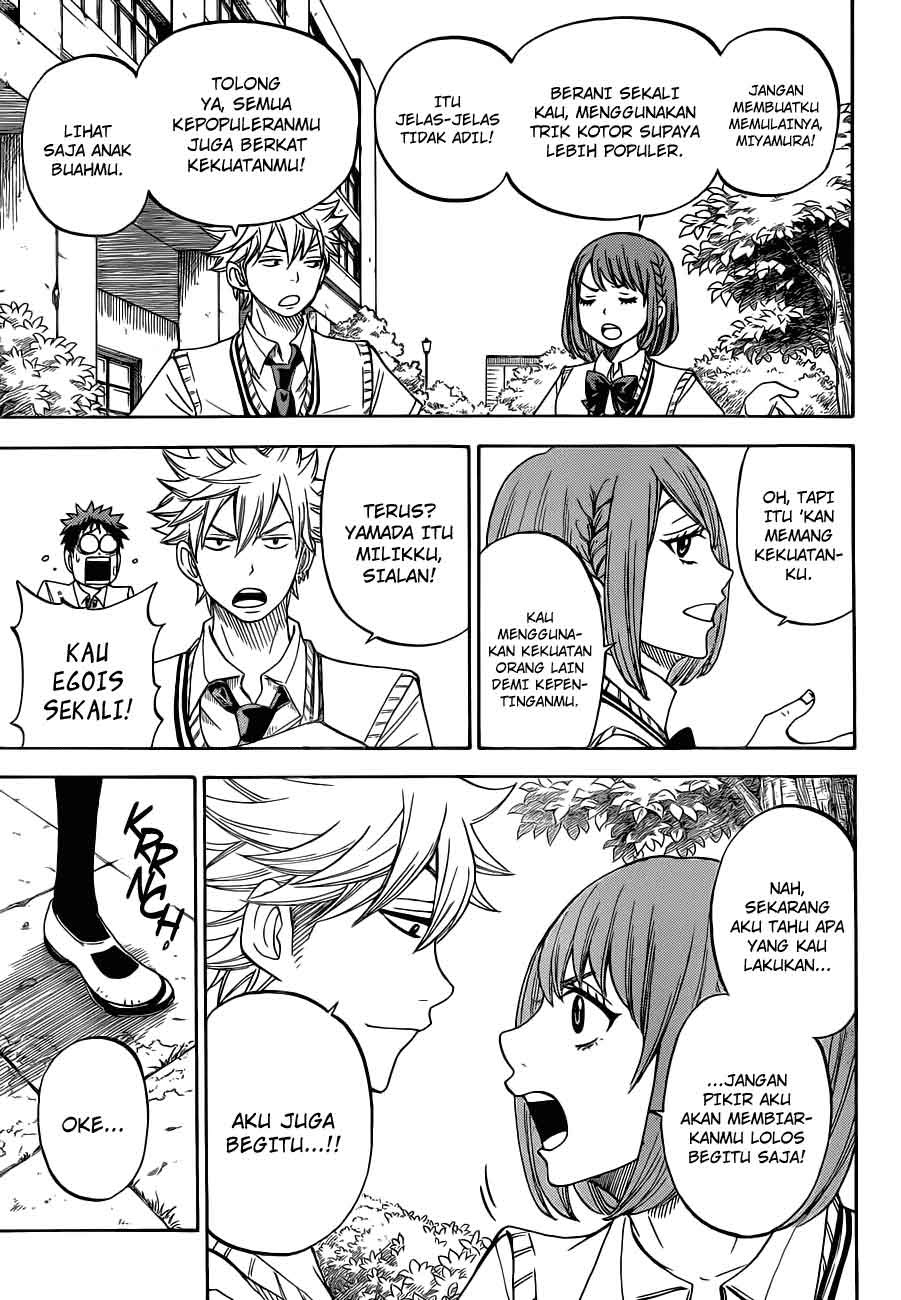 JANGAN
MEMBUATKU
MEMULAINYA,
MIYAMURA!
BERANI SEKALI
KAU, MENGGUNAKAN
TRIK KOTOR SUPAYA
LEBIH POPULER.
ITU
JELAS-JELAS
TIDAK ADIL!
TOLONG
YA, SEMUA
KEPOPULERANMU
JUGA BERKAT
KEKUATANMU!
LIHAT
SAJA ANAK
BUAHMU.
OH, TAPI
ITU 'KAN
MEMANG
KEKUATAN-
KU.
KAU
MENGGUNA-
KAN KEKUATAN
ORANG LAIN
DEMI KEPEN-
TINGANMU.
TERUS?
YAMADA ITU
MILIKKU,
SIALAN!
KAU
EGOIS
SEKALI!
NAH,
SEKARANG
AKU TAHU APA
YANG KAU
LAKUKAN...
...JANGAN
PIKIR AKU
AKAN MEMBIAR-
KANMU LOLOS
BEGITU SAJA!
AKU JUGA
BEGITU...!!
KRRNCH!
OKE...